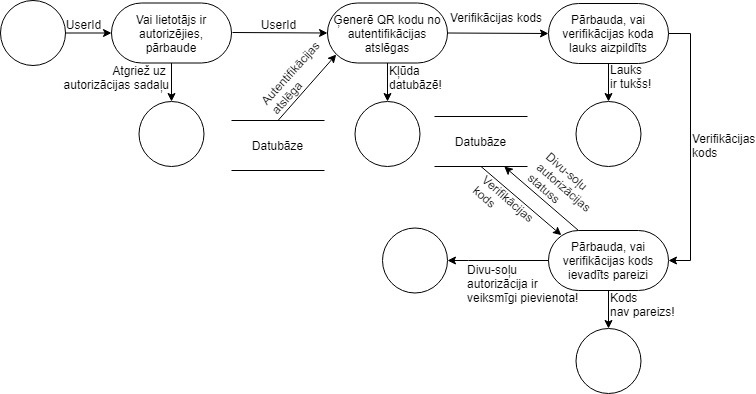 UserId
Vai lietotājs ir
autorizējies,
pārbaude
UserId
Ģenerē QR kodu no
autentifikācijas
atslēgas
Verifikācijas kods
Pārbauda, vai
verifikācijas koda
lauks aizpildīts
Atgriež uz
autorizācijas sadaļu
Autentifikācijas
atslēga
Kļūda
datubāzē!
Lauks
ir tukšs!
Datubāze
Datubāze
Verifikācijas
kods
Verifikācijas
kods
Divu-soļu
autorizācijas
statuss
Pārbauda, vai
verifikācijas kods
ievadīts pareizi
Divu-soļu
autorizācija ir
veiksmīgi pievienota!
Kods
nav pareizs!